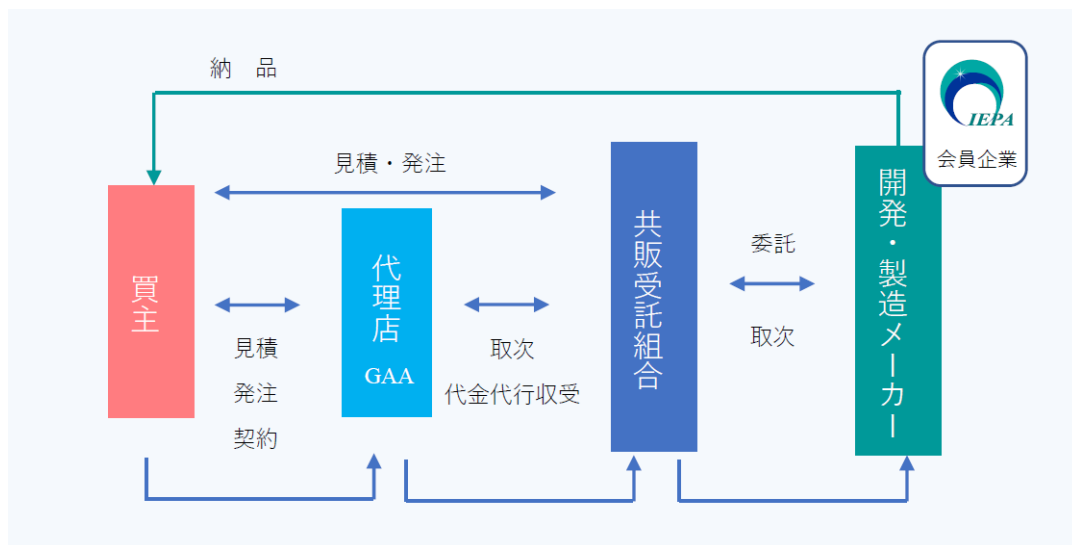 納　品
IEPA
会員企業
見積・発注
買主
代理店
GAA
共販受託組合
開発・製造メーカー
見積
発注
契約
取次
代金代行収受
委託
取次